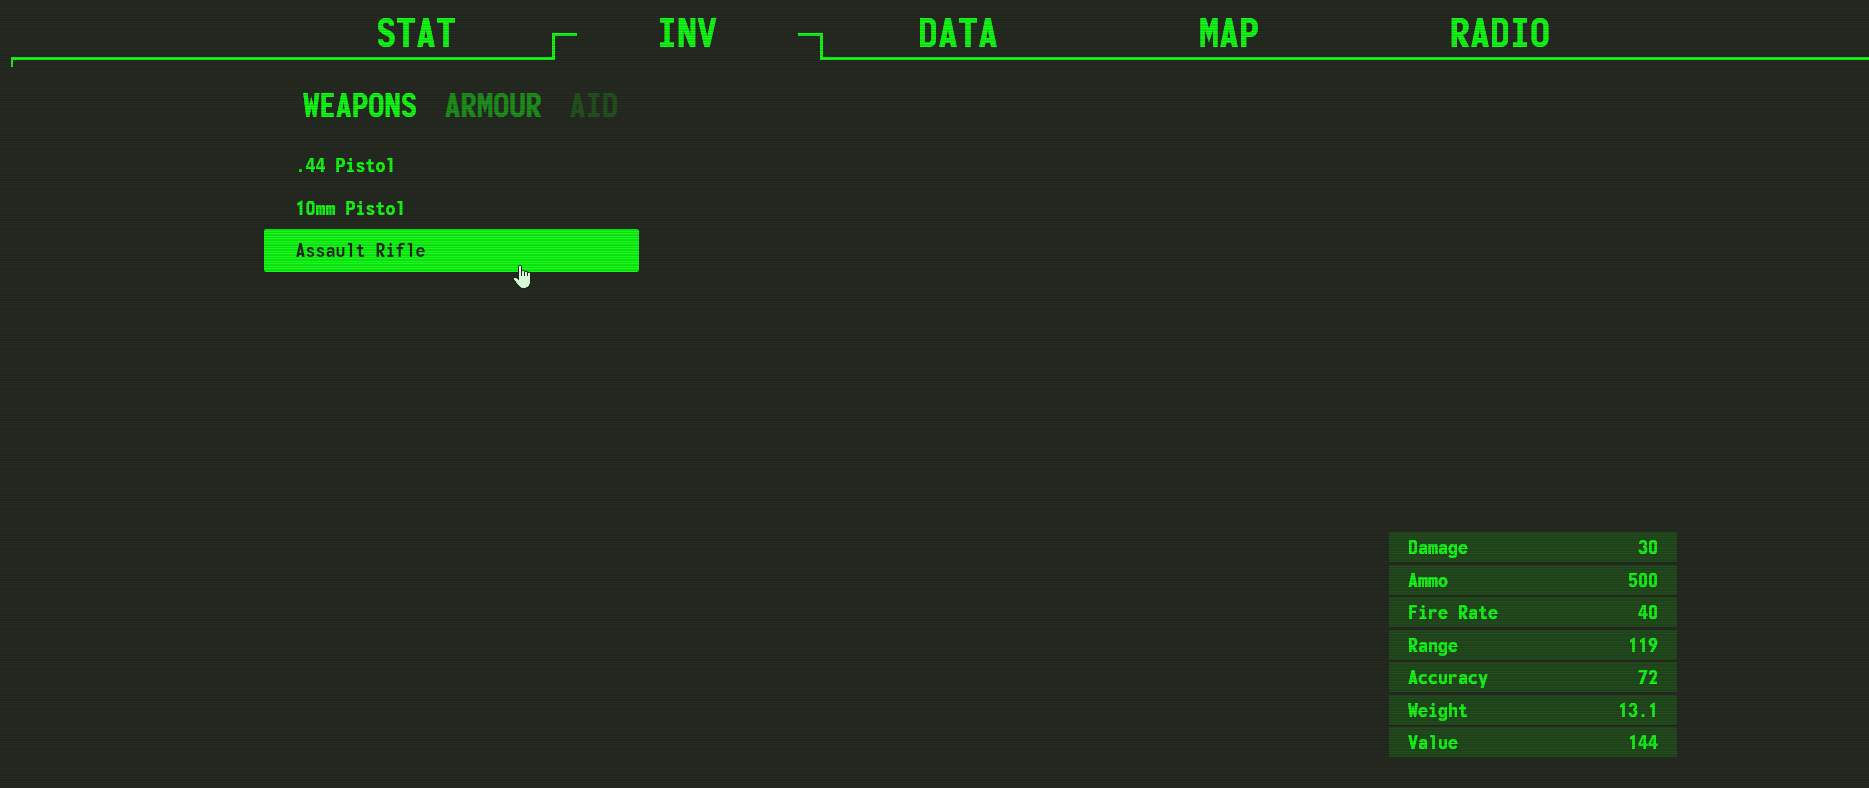 STAT INV DATA MAP RADIO
WEAPONS ARMOUR AID
.44 Pistol
10mm Pistol
Assault Rifle
Damage 30
Ammo 500
Fire Rate 40
Range 119
Accuracy 72
Weight 13.1
Value 144